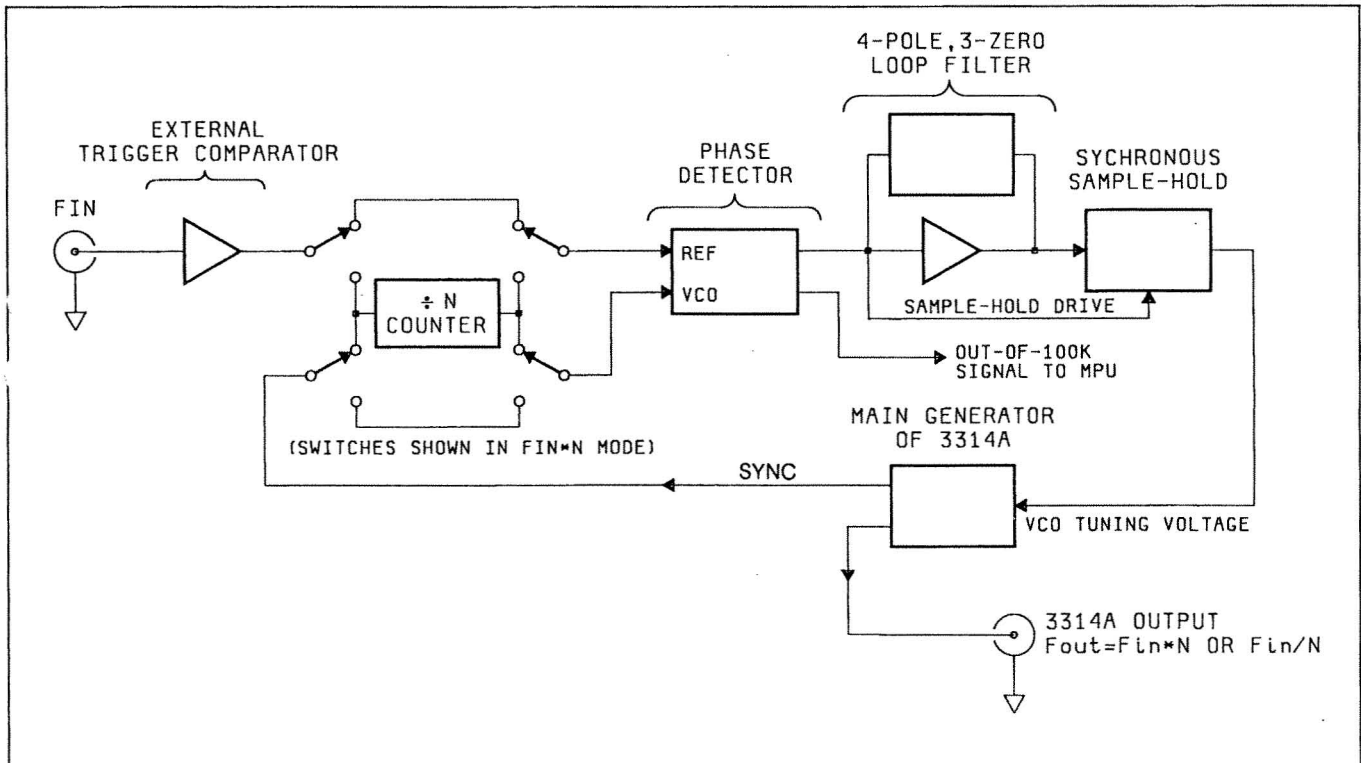 4-POLE,3-ZERO
LOOP FILTER
EXTERNAL
TRIGGER COMPARATOR
PHASE
DETECTOR
SYCHRONOUS
SAMPLE-HOLD
FIN
REF
VCO
÷ N
COUNTER
SAMPLE-HOLD DRIVE
OUT-OF-100K
SIGNAL TO MPU
MAIN GENERATOR
OF 3314A
(SWITCHES SHOWN IN FIN*N MODE)
SYNC
VCO TUNING VOLTAGE
3314A OUTPUT
Fout=Fin*N OR Fin/N